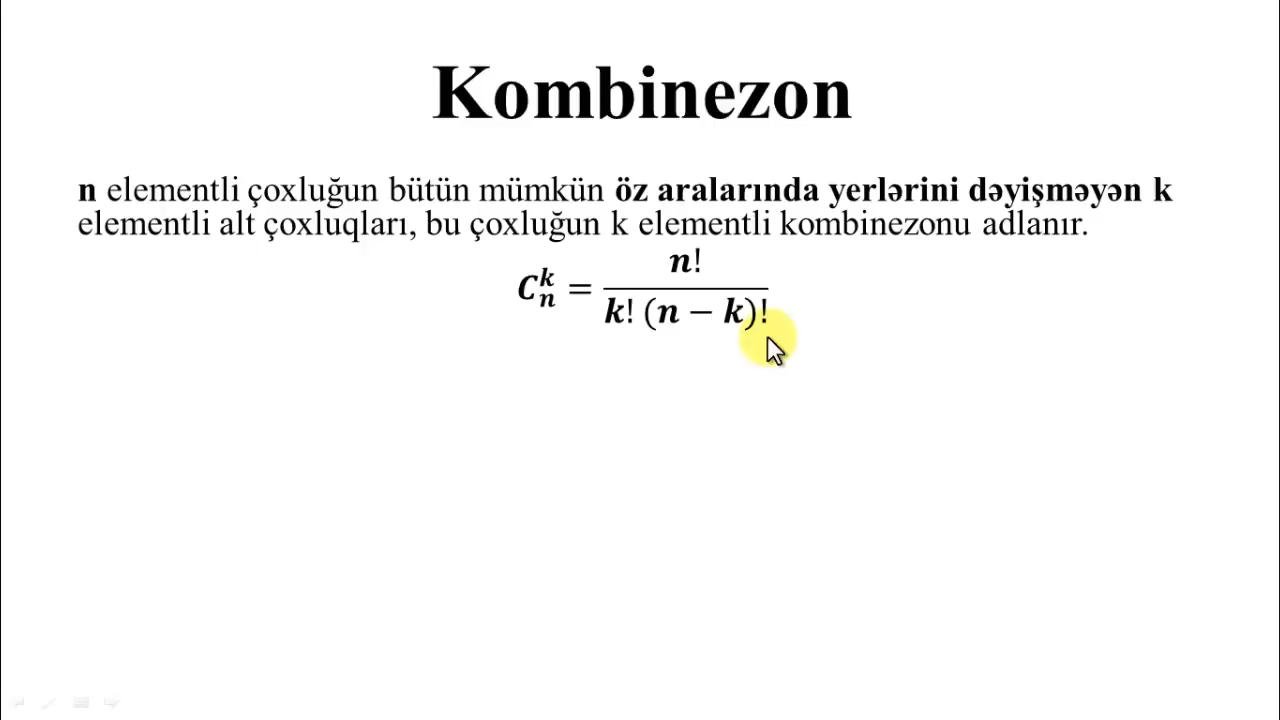 Kombinezon
n elementli çoxluğun bütün mümkün öz aralarında yerlərini dəyişməyən k
elementli alt çoxluqları, bu çoxluğun k elementli kombinezonu adlanır.
C_n^k = n! / k! (n − k)!